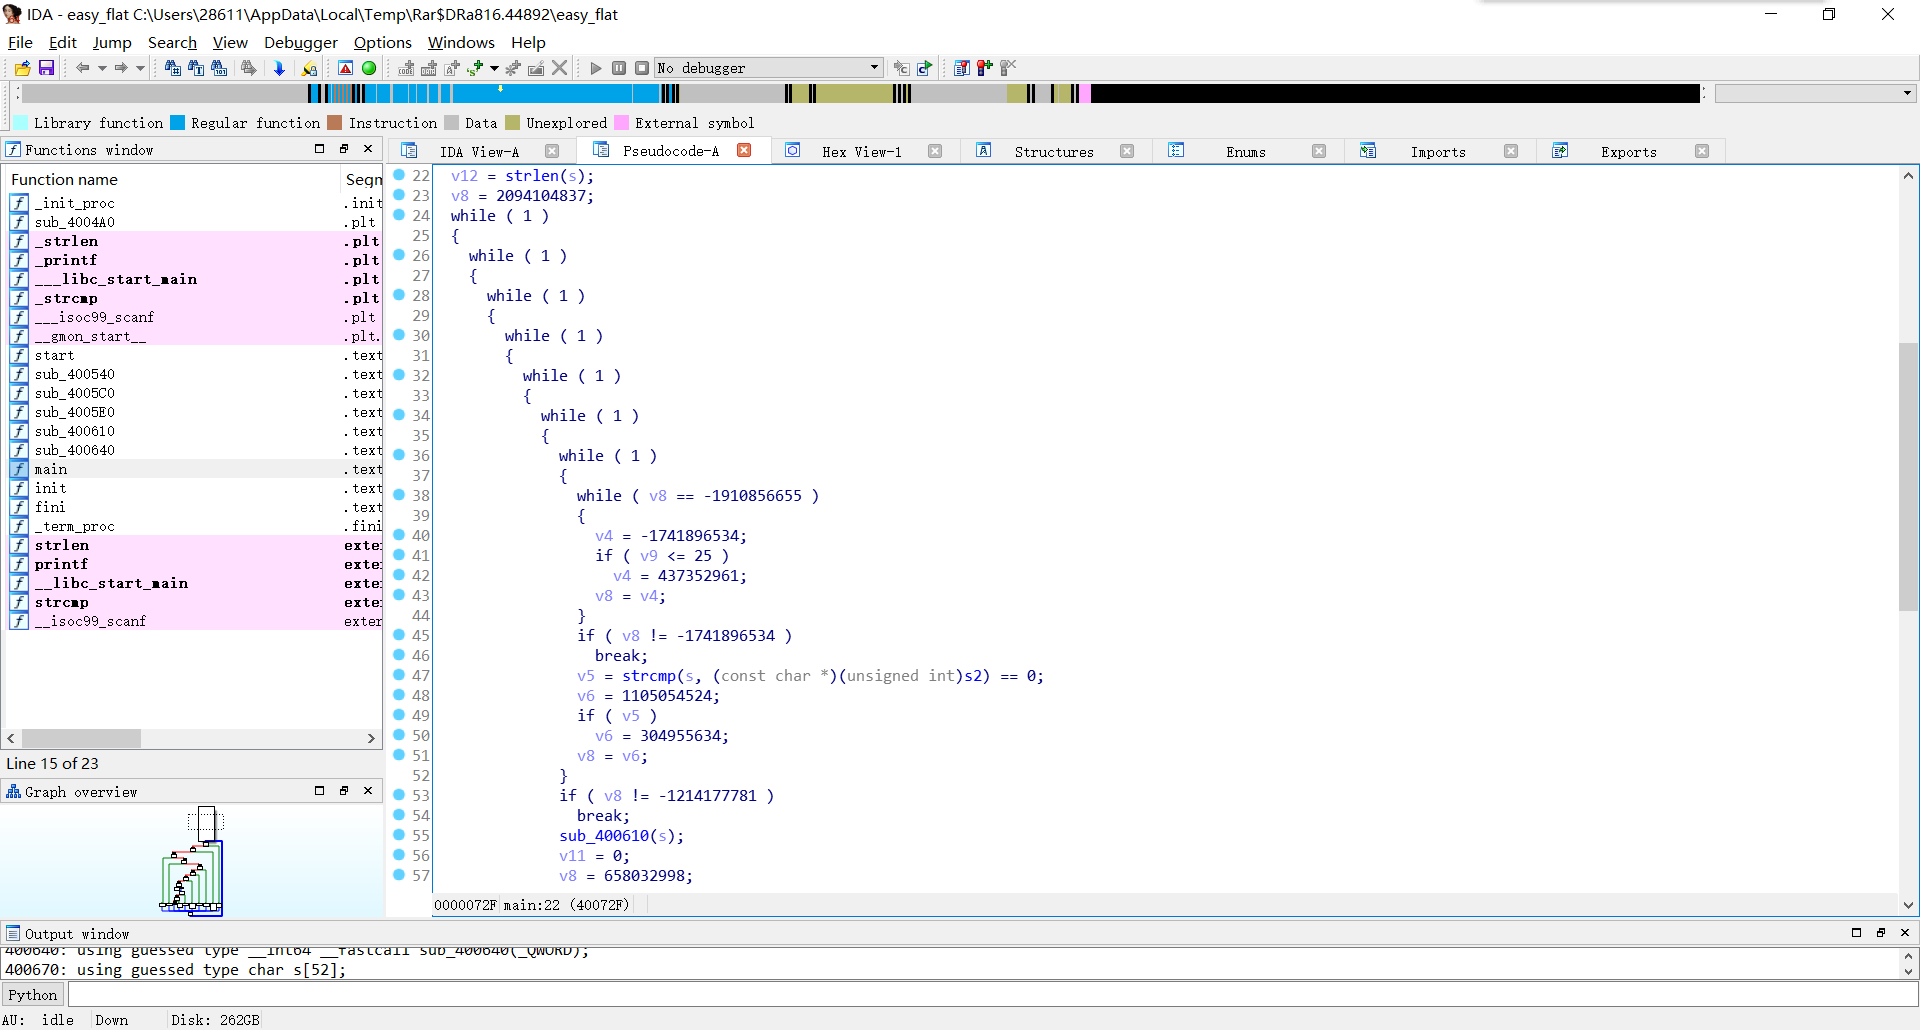 IDA - easy_flat C:\Users\28611\AppData\Local\Temp\Rar$DRa816.44892\easy_flat
File Edit Jump Search View Debugger Options Windows Help
No debugger
Library function Regular function Instruction Data Unexplored External symbol
Functions window
IDA View-A Pseudocode-A Hex View-1 Structures Enums Imports Exports
Function name Segn
_init_proc .init
sub_4004A0 .plt
_strlen .plt
_printf .plt
___libc_start_main .plt
_strcmp .plt
___isoc99_scanf .plt
__gmon_start__ .plt.
start .text
sub_400540 .text
sub_4005C0 .text
sub_4005E0 .text
sub_400610 .text
sub_400640 .text
main .text
init .text
fini .text
_term_proc .fini
strlen exte
printf exte
__libc_start_main exte
strcmp exte
__isoc99_scanf exter
Line 15 of 23
Graph overview
22 v12 = strlen(s);
23 v8 = 2094104837;
24 while ( 1 )
25 {
26 while ( 1 )
27 {
28 while ( 1 )
29 {
30 while ( 1 )
31 {
32 while ( 1 )
33 {
34 while ( 1 )
35 {
36 while ( 1 )
37 {
38 while ( v8 == -1910856655 )
39 {
40 v4 = -1741896534;
41 if ( v9 <= 25 )
42 v4 = 437352961;
43 v8 = v4;
44 }
45 if ( v8 != -1741896534 )
46 break;
47 v5 = strcmp(s, (const char *)(unsigned int)s2) == 0;
48 v6 = 1105054524;
49 if ( v5 )
50 v6 = 304955634;
51 v8 = v6;
52 }
53 if ( v8 != -1214177781 )
54 break;
55 sub_400610(s);
56 v11 = 0;
57 v8 = 658032998;
0000072F main:22 (40072F)
Output window
400640: using guessed type __int64 __fastcall sub_400640(_QWORD);
400670: using guessed type char s[52];
Python
AU: idle Down Disk: 262GB